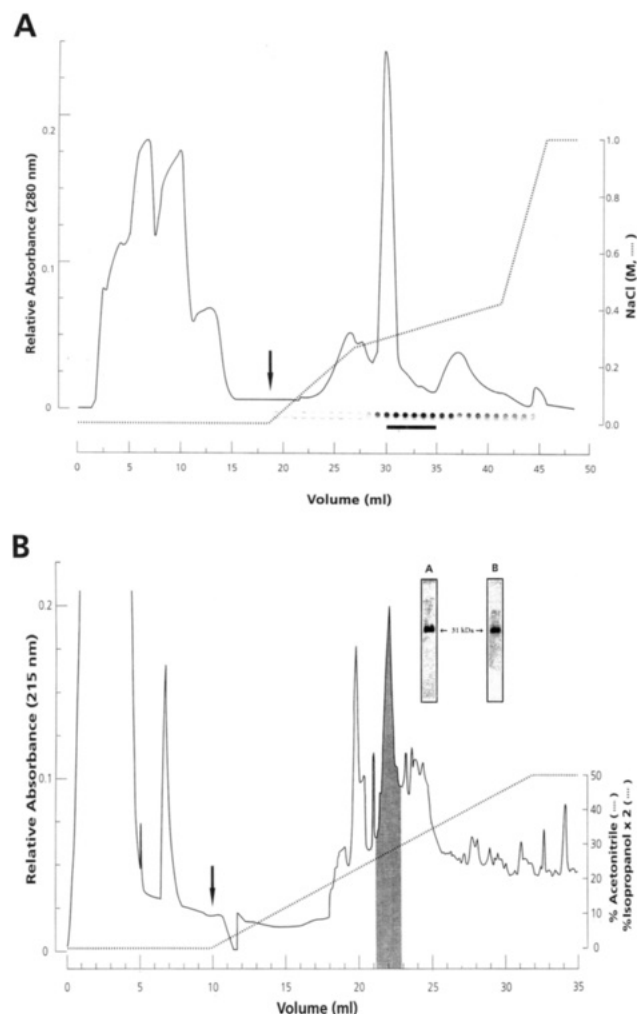 A
Relative Absorbance (280 nm)
0.2
0.1
0
NaCl (M, ----)
1.0
0.8
0.6
0.4
0.2
0.0
0 5 10 15 20 25 30 35 40 45 50
Volume (ml)
B
Relative Absorbance (215 nm)
0.2
0.1
0
A B
← 31 kDa →
% Acetonitrile (----)
%Isopropanol x 2 (----)
50
40
30
20
10
0
0 5 10 15 20 25 30 35
Volume (ml)